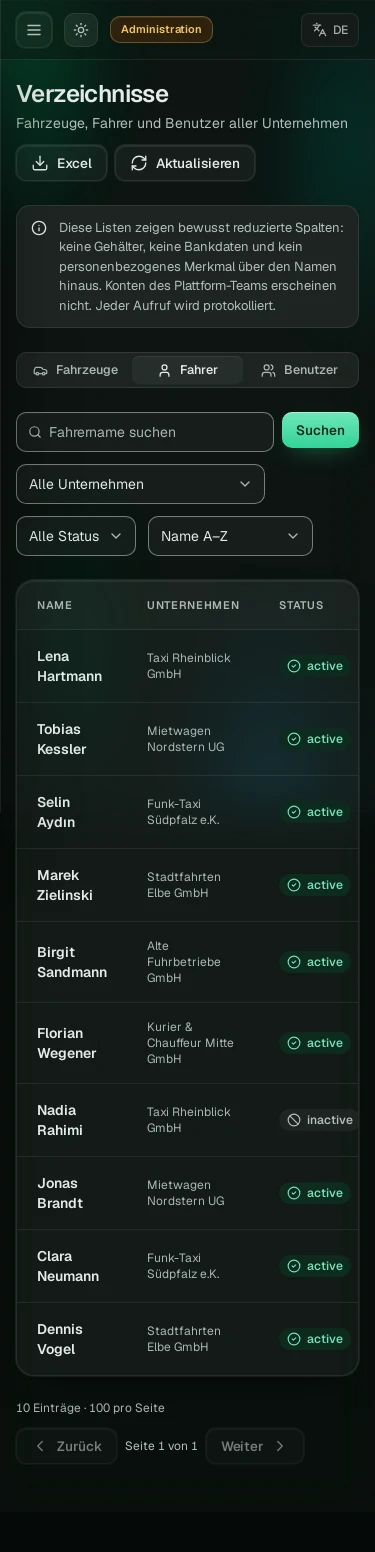 Administration
DE
Verzeichnisse
Fahrzeuge, Fahrer und Benutzer aller Unternehmen
Excel
Aktualisieren
Diese Listen zeigen bewusst reduzierte Spalten:
keine Gehälter, keine Bankdaten und kein
personenbezogenes Merkmal über den Namen
hinaus. Konten des Plattform-Teams erscheinen
nicht. Jeder Aufruf wird protokolliert.
Fahrzeuge
Fahrer
Benutzer
Fahrername suchen
Suchen
Alle Unternehmen
Alle Status
Name A–Z
NAME UNTERNEHMEN STATUS
Lena
Hartmann
Taxi Rheinblick
GmbH
active
Tobias
Kessler
Mietwagen
Nordstern UG
active
Selin
Aydın
Funk-Taxi
Südpfalz e.K.
active
Marek
Zielinski
Stadtfahrten
Elbe GmbH
active
Birgit
Sandmann
Alte
Fuhrbetriebe
GmbH
active
Florian
Wegener
Kurier &
Chauffeur Mitte
GmbH
active
Nadia
Rahimi
Taxi Rheinblick
GmbH
inactive
Jonas
Brandt
Mietwagen
Nordstern UG
active
Clara
Neumann
Funk-Taxi
Südpfalz e.K.
active
Dennis
Vogel
Stadtfahrten
Elbe GmbH
active
10 Einträge · 100 pro Seite
Zurück
Seite 1 von 1
Weiter